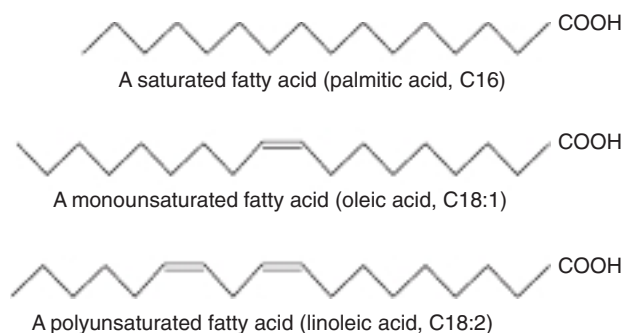 COOH
A saturated fatty acid (palmitic acid, C16)
COOH
A monounsaturated fatty acid (oleic acid, C18:1)
COOH
A polyunsaturated fatty acid (linoleic acid, C18:2)